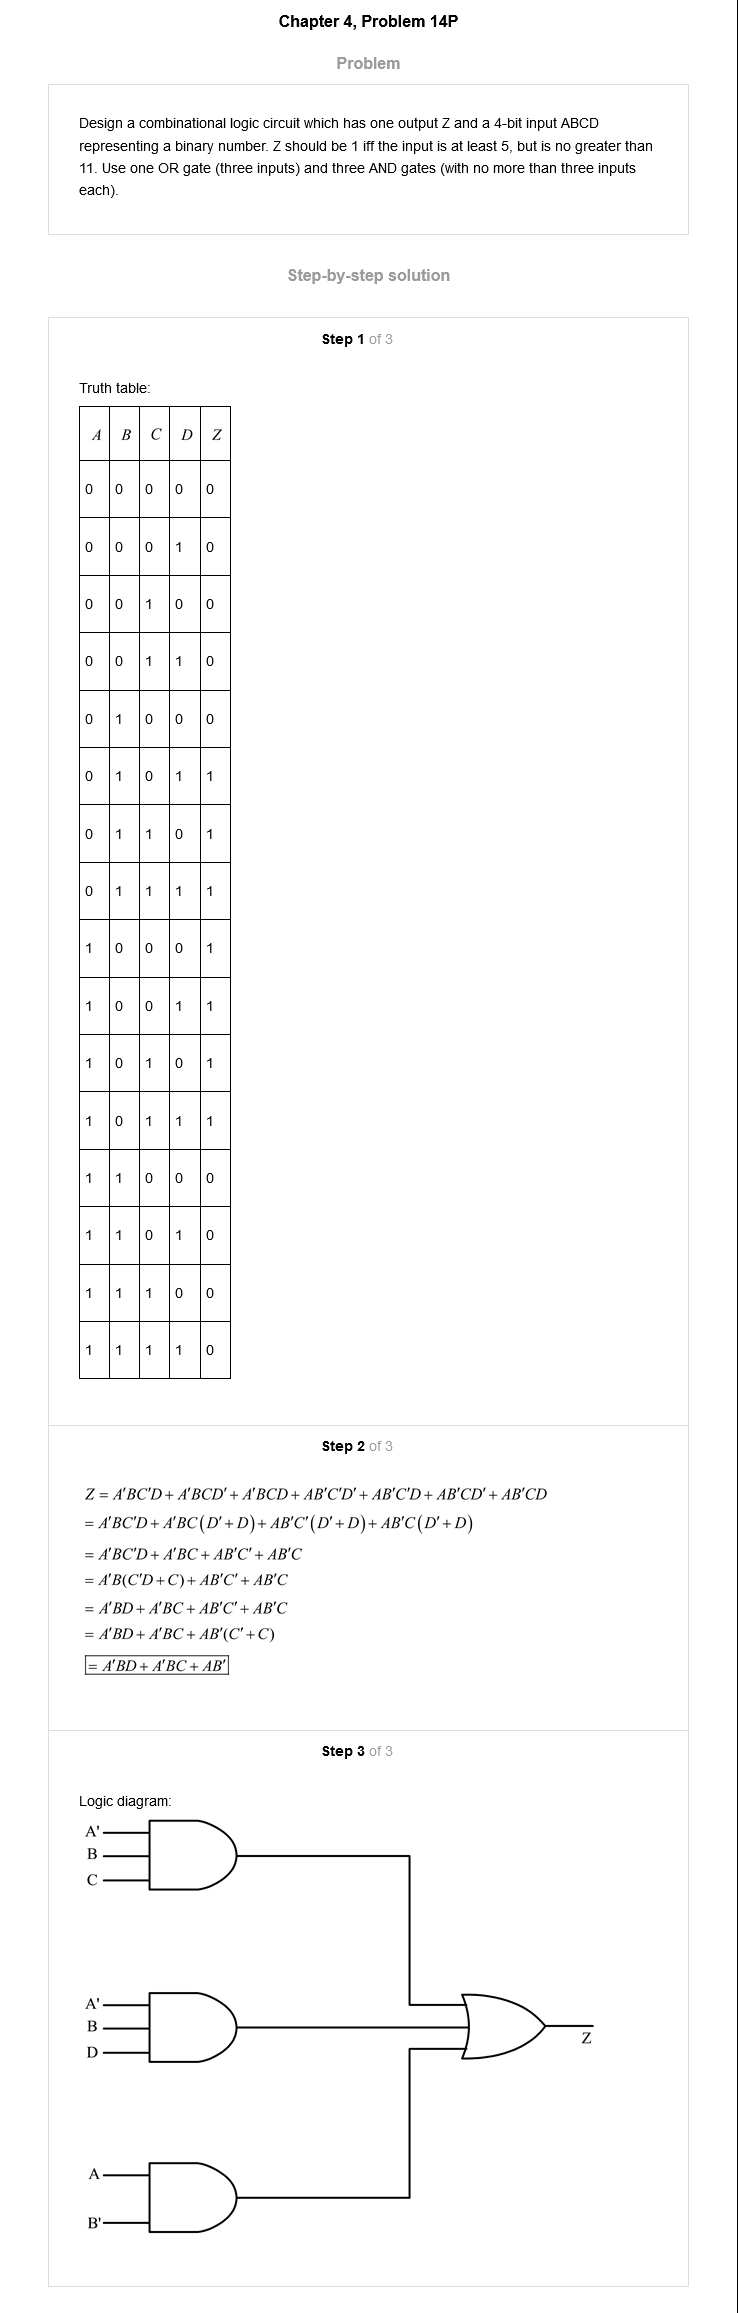 Chapter 4, Problem 14P
Problem
Design a combinational logic circuit which has one output Z and a 4-bit input ABCD
representing a binary number. Z should be 1 iff the input is at least 5, but is no greater than
11. Use one OR gate (three inputs) and three AND gates (with no more than three inputs
each).
Step-by-step solution
Step 1 of 3
Truth table:
A B C D Z
0 0 0 0 0
0 0 0 1 0
0 0 1 0 0
0 0 1 1 0
0 1 0 0 0
0 1 0 1 1
0 1 1 0 1
0 1 1 1 1
1 0 0 0 1
1 0 0 1 1
1 0 1 0 1
1 0 1 1 1
1 1 0 0 0
1 1 0 1 0
1 1 1 0 0
1 1 1 1 0
Step 2 of 3
Z = A'BC'D + A'BCD' + A'BCD + AB'C'D' + AB'C'D + AB'CD' + AB'CD
= A'BC'D + A'BC(D' + D) + AB'C'(D' + D) + AB'C(D' + D)
= A'BC'D + A'BC + AB'C' + AB'C
= A'B(C'D + C) + AB'C' + AB'C
= A'BD + A'BC + AB'C' + AB'C
= A'BD + A'BC + AB'(C' + C)
= A'BD + A'BC + AB'
Step 3 of 3
Logic diagram:
A'
B
C
A'
B
D
Z
A
B'